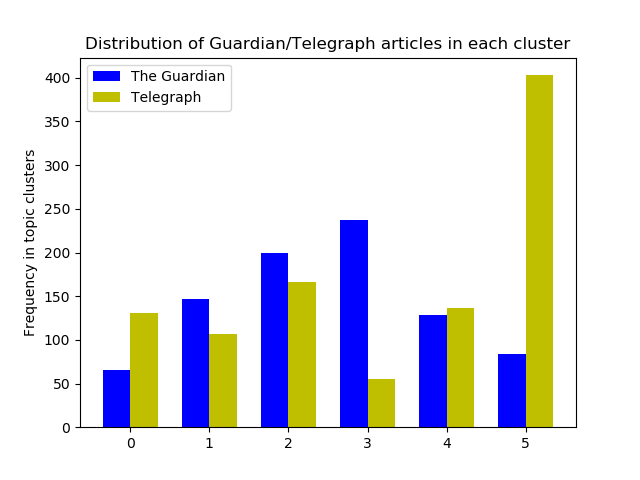 Distribution of Guardian/Telegraph articles in each cluster
The Guardian
Telegraph
Frequency in topic clusters
400
350
300
250
200
150
100
50
0
0 1 2 3 4 5